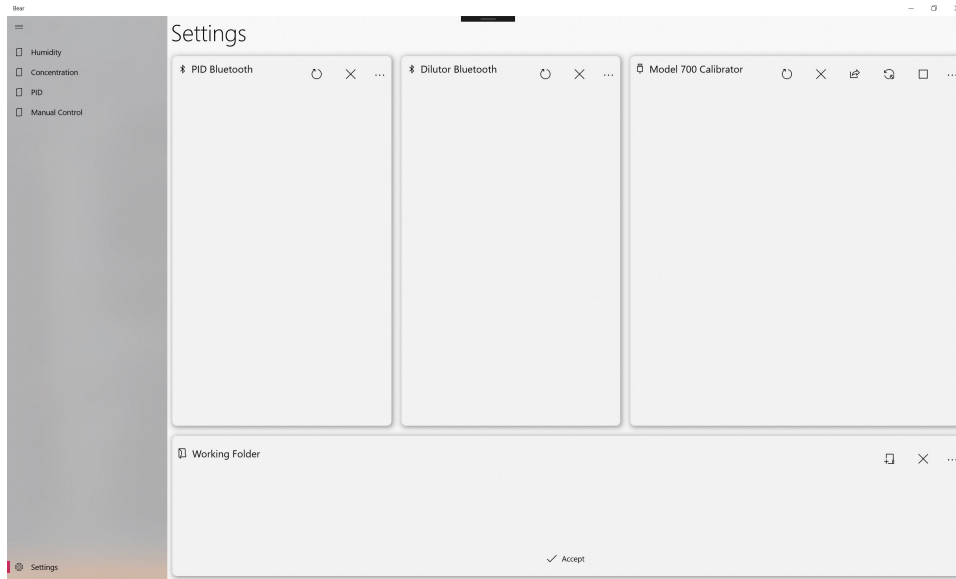 Bear
Humidity
Concentration
PID
Manual Control
Settings
Settings
PID Bluetooth
Dilutor Bluetooth
Model 700 Calibrator
Working Folder
Accept